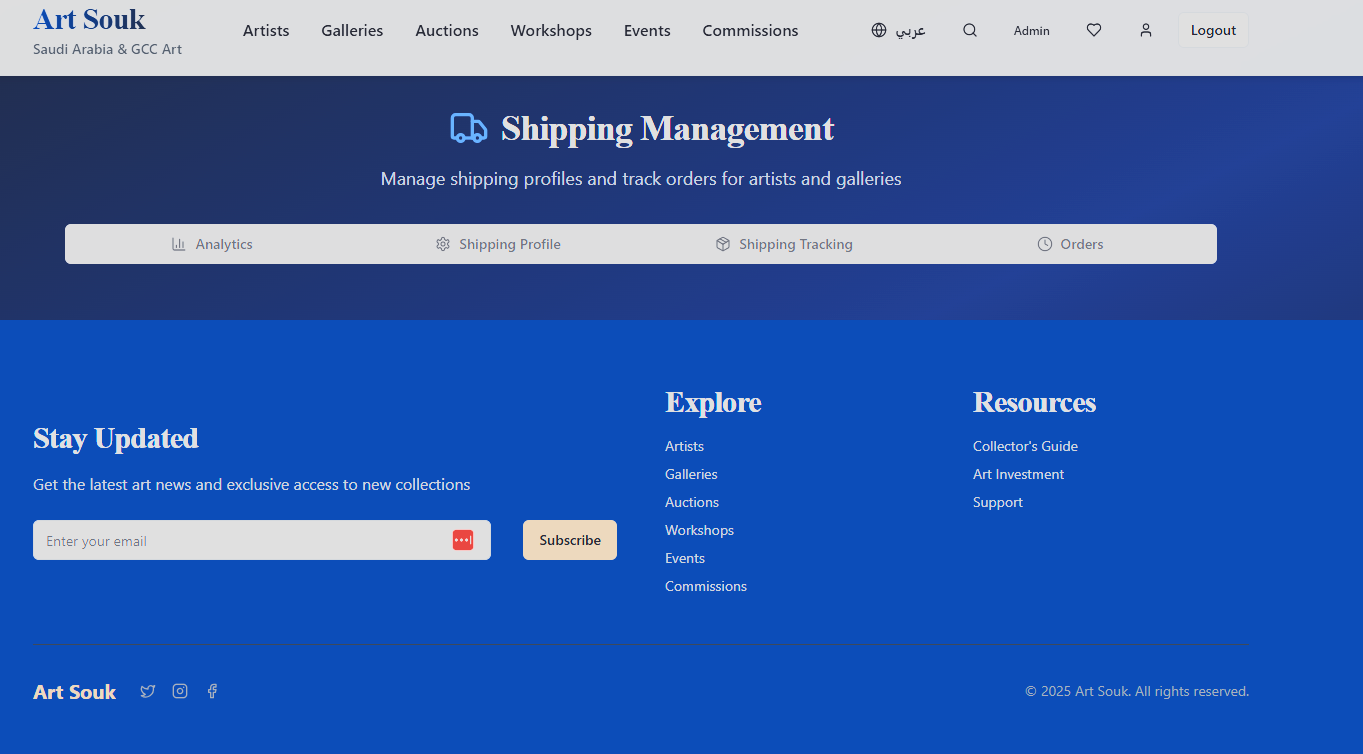 Art Souk
Saudi Arabia & GCC Art
Artists Galleries Auctions Workshops Events Commissions عربي Admin Logout
Shipping Management
Manage shipping profiles and track orders for artists and galleries
Analytics Shipping Profile Shipping Tracking Orders
Stay Updated
Get the latest art news and exclusive access to new collections
Enter your email
Subscribe
Explore
Artists
Galleries
Auctions
Workshops
Events
Commissions
Resources
Collector's Guide
Art Investment
Support
Art Souk
© 2025 Art Souk. All rights reserved.